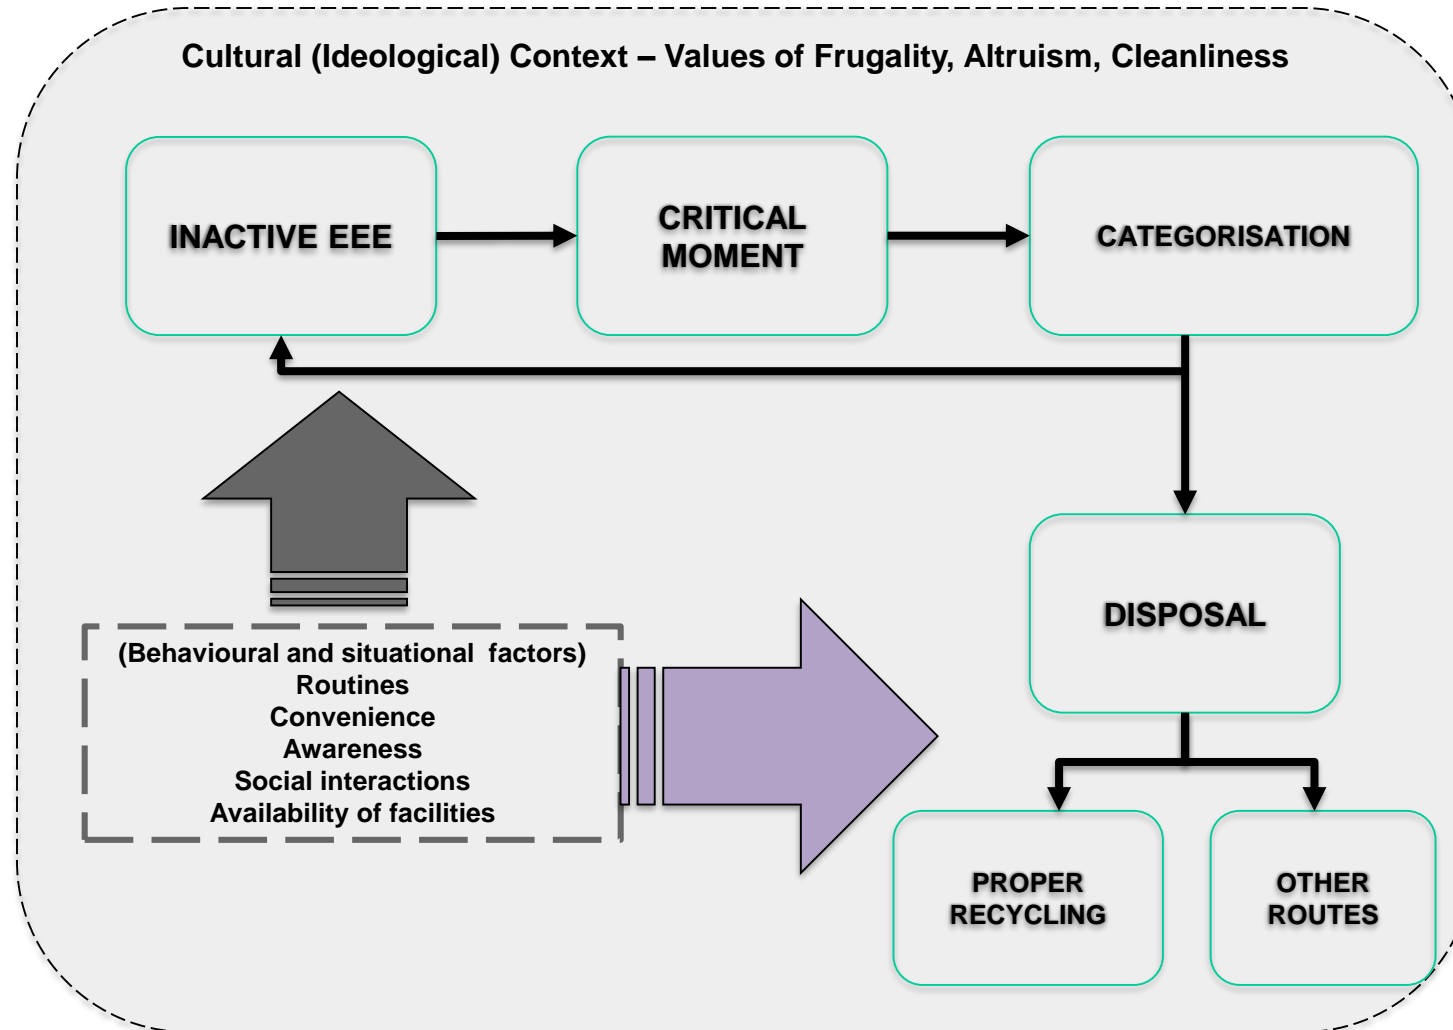 Cultural (Ideological) Context – Values of Frugality, Altruism, Cleanliness
INACTIVE EEE
CRITICAL
MOMENT
CATEGORISATION
DISPOSAL
(Behavioural and situational  factors)
Routines
Convenience
Awareness
Social interactions
Availability of facilities
PROPER
RECYCLING
OTHER
ROUTES